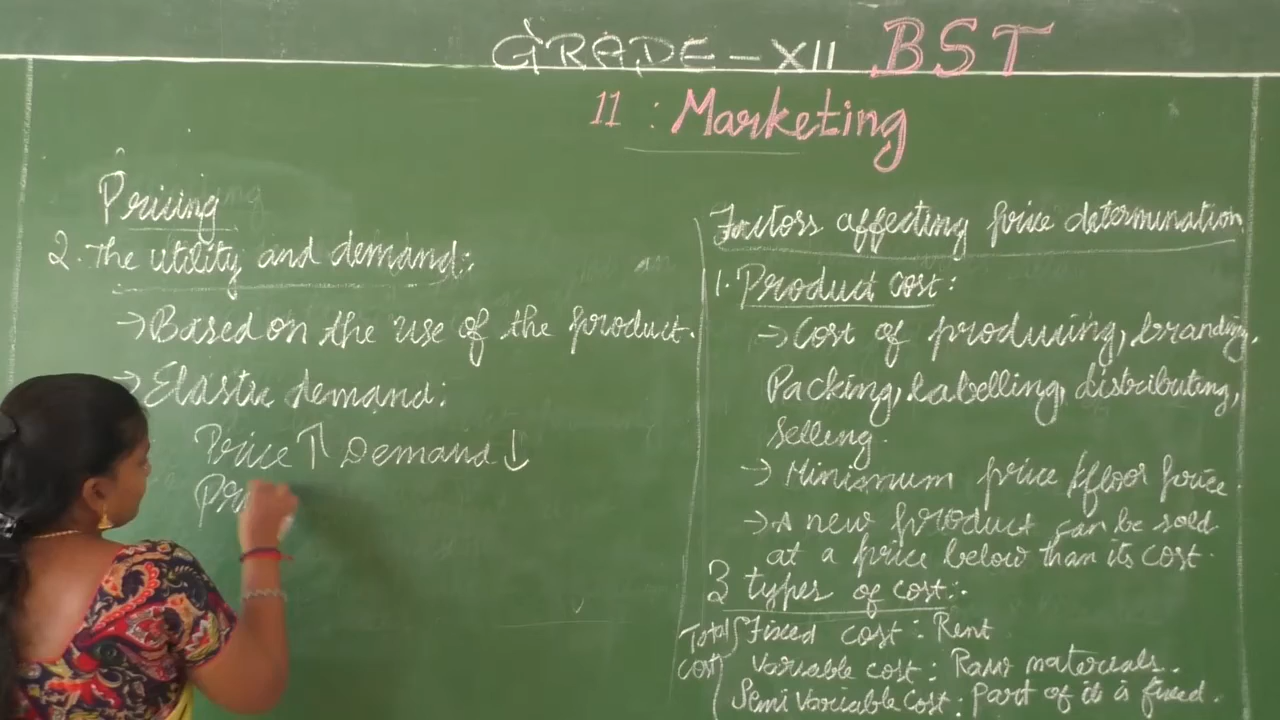 GRADE-XII BST
11 : Marketing
Pricing
2. The utility and demand:
→Based on the use of the product.
→Elastic demand:
Price ↑ Demand ↓
Pri
Factors affecting price determination
1. Product cost:
→Cost of producing, branding,
Packing, labelling, distributing,
selling.
→ Minimum price / floor price.
→A new product can be sold
at a price below than its cost.
3 types of cost:
Total cost { Fixed cost : Rent
Variable cost : Raw materials.
Semi Variable Cost : Part of it is fixed.